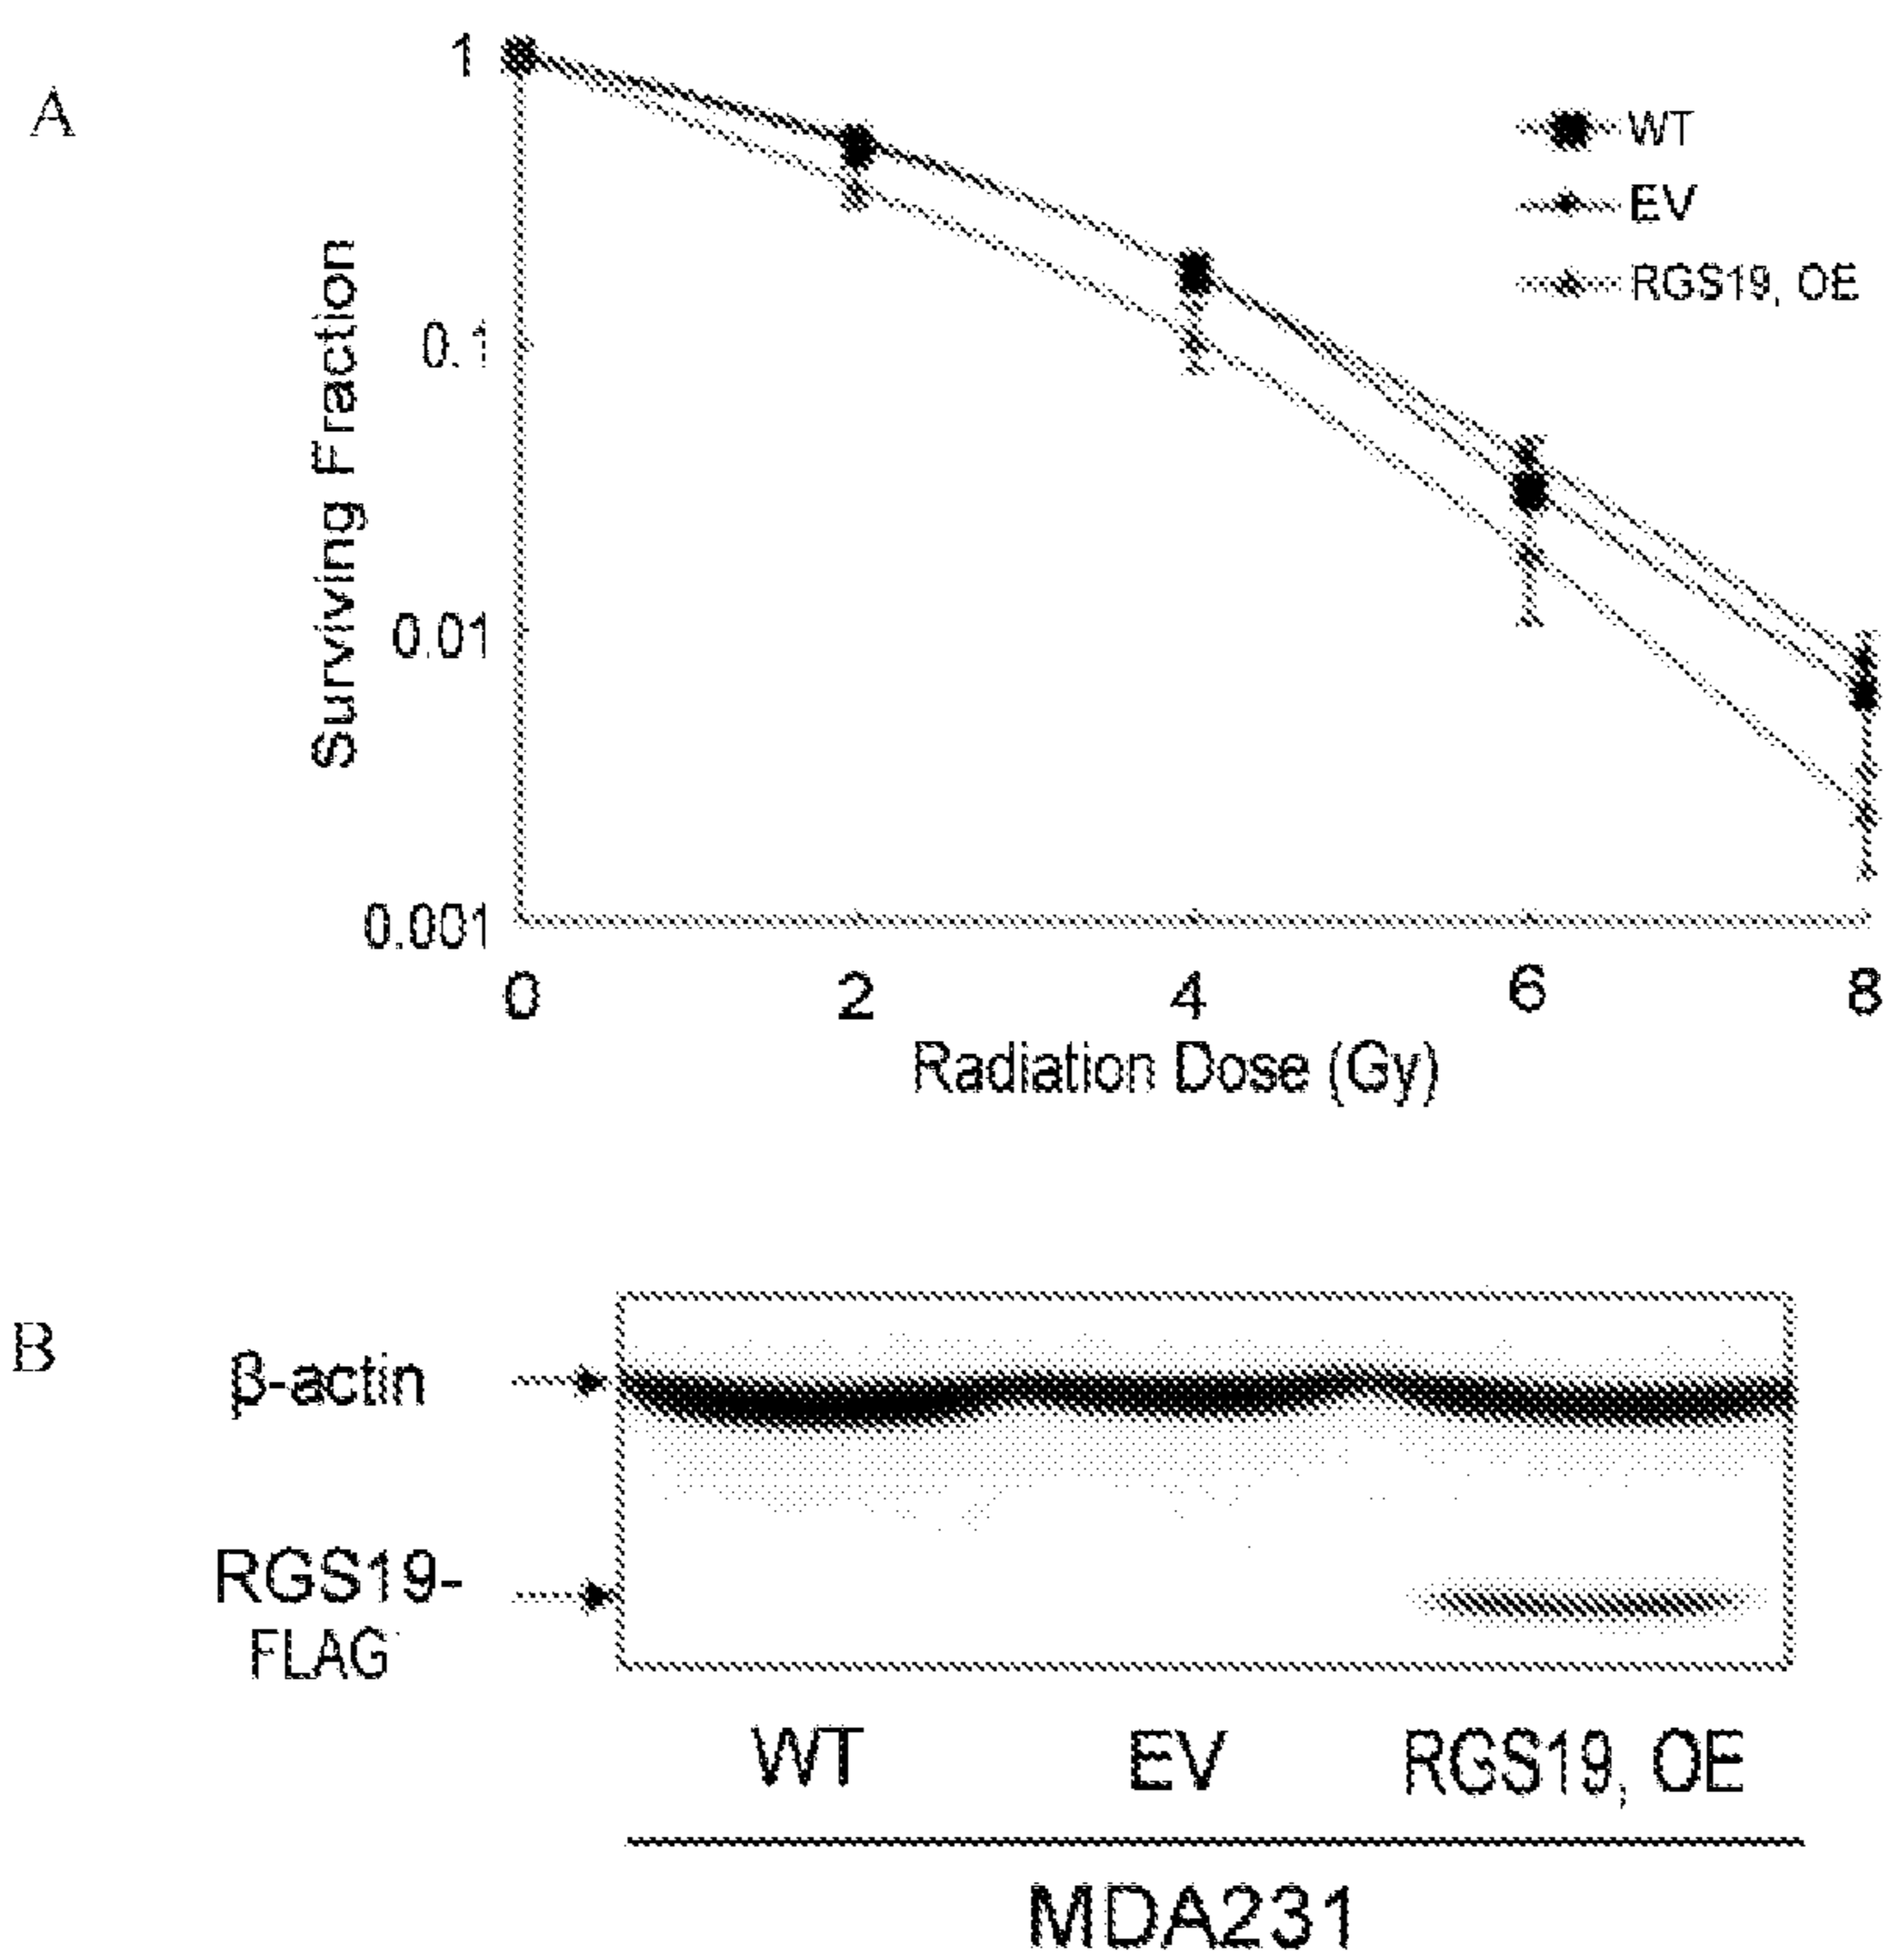 A
1
0.1
0.01
0.001
Surviving Fraction
WT
EV
RGS19, OE
0 2 4 6 8
Radiation Dose (Gy)
B
β-actin
RGS19-
FLAG
WT EV RGS19, OE
MDA231